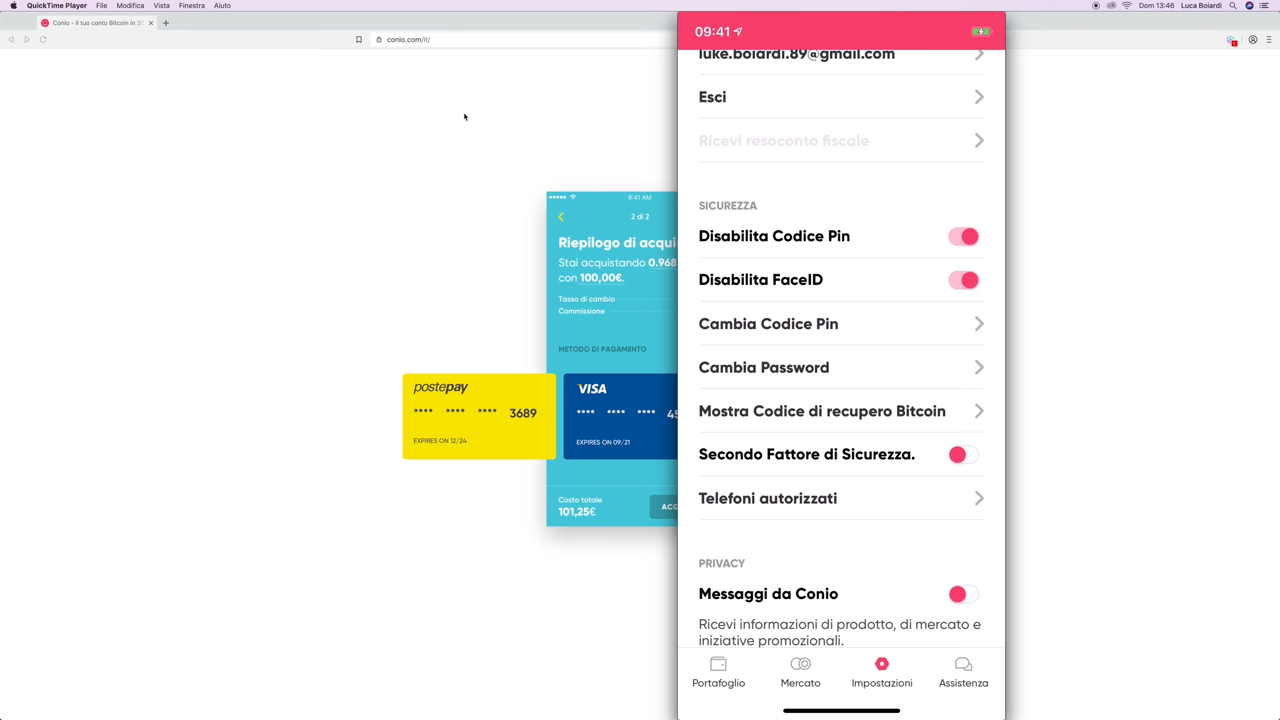 QuickTime Player File Modifica Vista Finestra Aiuto
Dom 13:46 Luca Boiardi
Conio - Il tuo conto Bitcoin in 30
conio.com/it/
9:41 AM
2 di 2
Riepilogo di acqui
Stai acquistando 0.968
con 100,00€.
Tasso di cambio
Commissione
METODO DI PAGAMENTO
postepay
**** **** **** 3689
EXPIRES ON 12/24
VISA
**** **** **** 45
EXPIRES ON 09/21
Costo totale
101,25€
ACQ
09:41
luke.boiardi.89@gmail.com
Esci
Ricevi resoconto fiscale
SICUREZZA
Disabilita Codice Pin
Disabilita FaceID
Cambia Codice Pin
Cambia Password
Mostra Codice di recupero Bitcoin
Secondo Fattore di Sicurezza.
Telefoni autorizzati
PRIVACY
Messaggi da Conio
Ricevi informazioni di prodotto, di mercato e
iniziative promozionali.
Portafoglio Mercato Impostazioni Assistenza